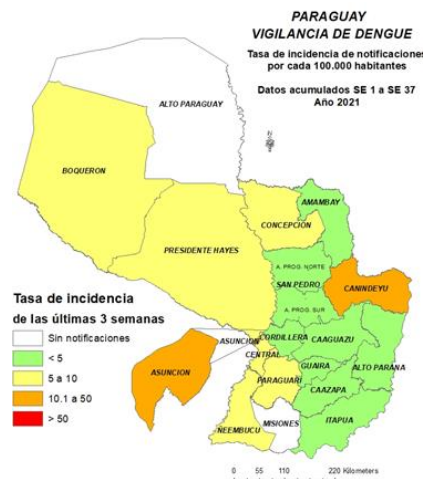 PARAGUAY
VIGILANCIA DE DENGUE
Tasa de incidencia de notificaciones
por cada 100.000 habitantes
Datos acumulados SE 1 a SE 37
Año 2021
ALTO PARAGUAY
BOQUERON
AMAMBAY
CONCEPCIÓN
PRESIDENTE HAYES
A. PROG. NORTE
SAN PEDRO
CANINDEYU
A. PROG. SUR
Tasa de incidencia
de las últimas 3 semanas
Sin notificaciones
< 5
5 a 10
10.1 a 50
> 50
ASUNCION
ASUNCION
CORDILLERA
CAAGUAZU
CENTRAL
GUAIRA
ALTO PARANA
PARAGUARI
CAAZAPA
MISIONES
ÑEEMBUCU
ITAPUA
0 55 110 220 Kilometers